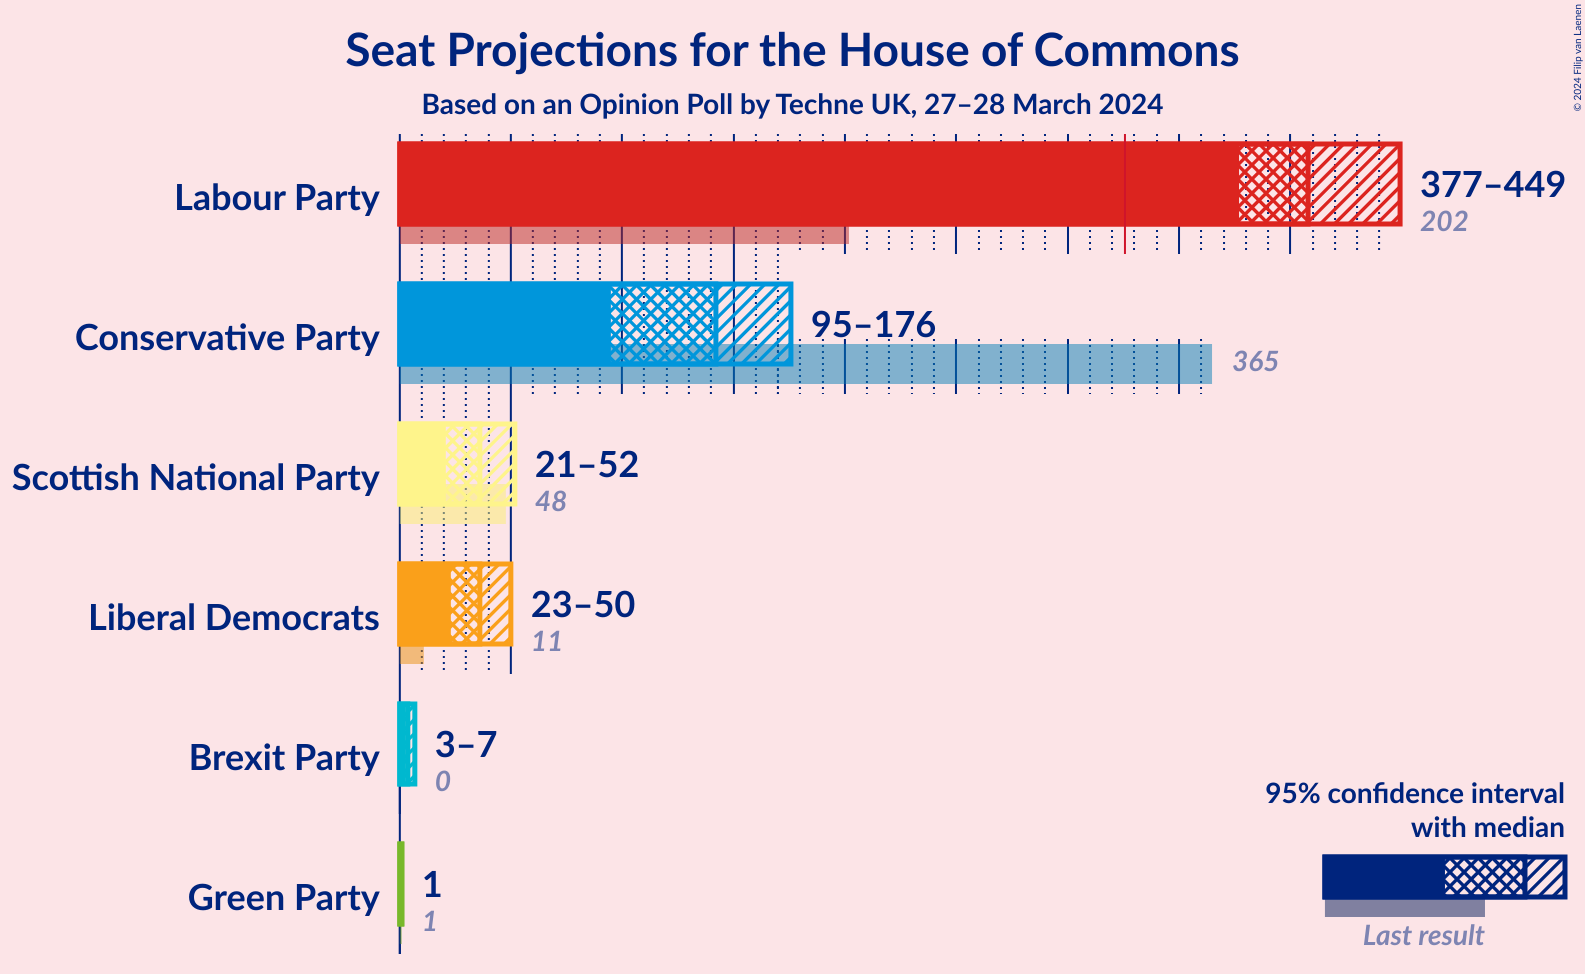 Seat Projections for the House of Commons
Based on an Opinion Poll by Techne UK, 27–28 March 2024
© 2024 Filip van Laenen
Labour Party
377–449
202
Conservative Party
95–176
365
Scottish National Party
21–52
48
Liberal Democrats
23–50
11
Brexit Party
3–7
0
Green Party
1
1
95% confidence interval
with median
Last result